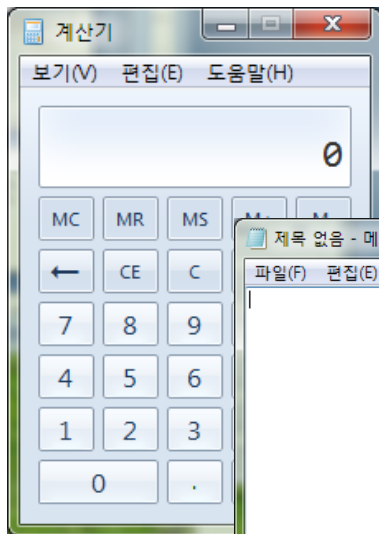 계산기
보기(V) 편집(E) 도움말(H)
0
MC MR MS
제목 없음 - 메
← CE C
파일(F) 편집(E)
7 8 9
4 5 6
1 2 3
0 .